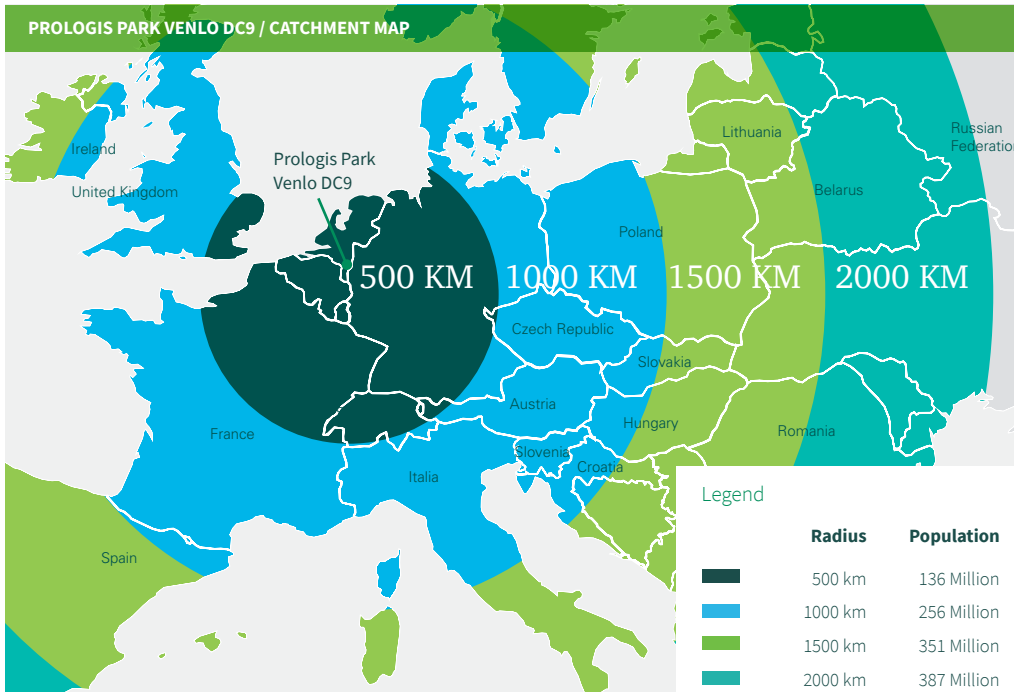 PROLOGIS PARK VENLO DC9 / CATCHMENT MAP
Russian
Federation
Lithuania
Ireland
Prologis Park
Venlo DC9
United Kingdom
Belarus
Poland
500 KM
1000 KM
1500 KM
2000 KM
Czech Republic
Slovakia
Austria
Hungary
France
Romania
Slovenia
Croatia
Italia
Spain
Legend
Radius Population
500 km 136 Million
1000 km 256 Million
1500 km 351 Million
2000 km 387 Million